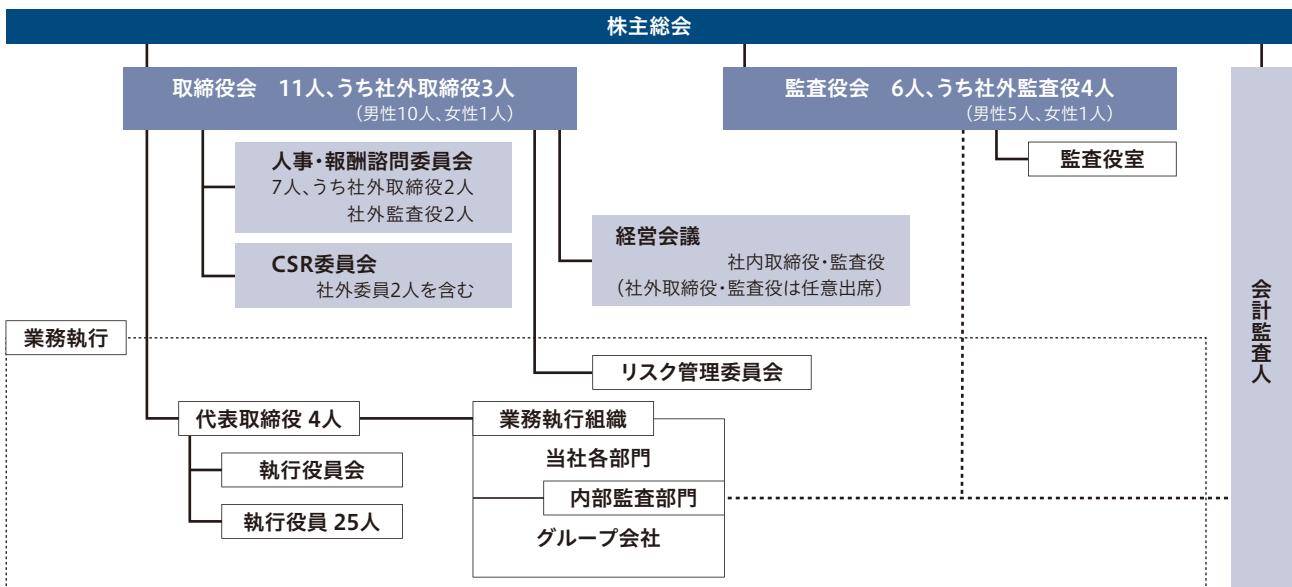 株主総会
取締役会　11人、うち社外取締役3人
（男性10人、女性1人）
監査役会　6人、うち社外監査役4人
（男性5人、女性1人）
監査役室
人事・報酬諮問委員会
7人、うち社外取締役2人
社外監査役2人
経営会議
社内取締役・監査役
（社外取締役・監査役は任意出席）
CSR委員会
社外委員2人を含む
会計監査人
業務執行
リスク管理委員会
代表取締役 4人
業務執行組織
当社各部門
執行役員会
内部監査部門
執行役員 25人
グループ会社